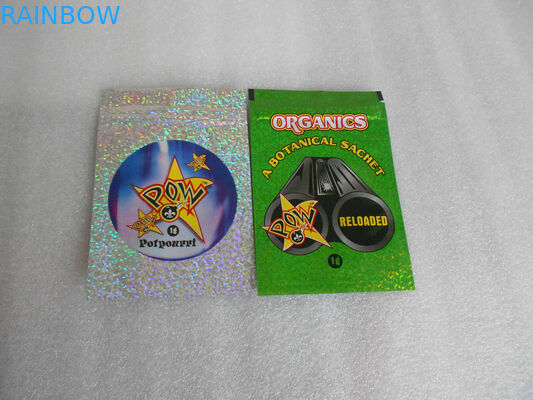 RAINBOW
POW
1g
Potpourri
ORGANICS
A BOTANICAL SACHET
POW
RELOADED
1g